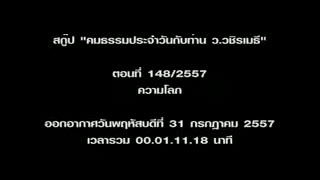 สกู๊ป "คมธรรมประจำวันกับท่าน ว.วชิรเมธี"
ตอนที่ 148/2557
ความโลภ
ออกอากาศวันพฤหัสบดีที่ 31 กรกฎาคม 2557
เวลารวม 00.01.11.18 นาที